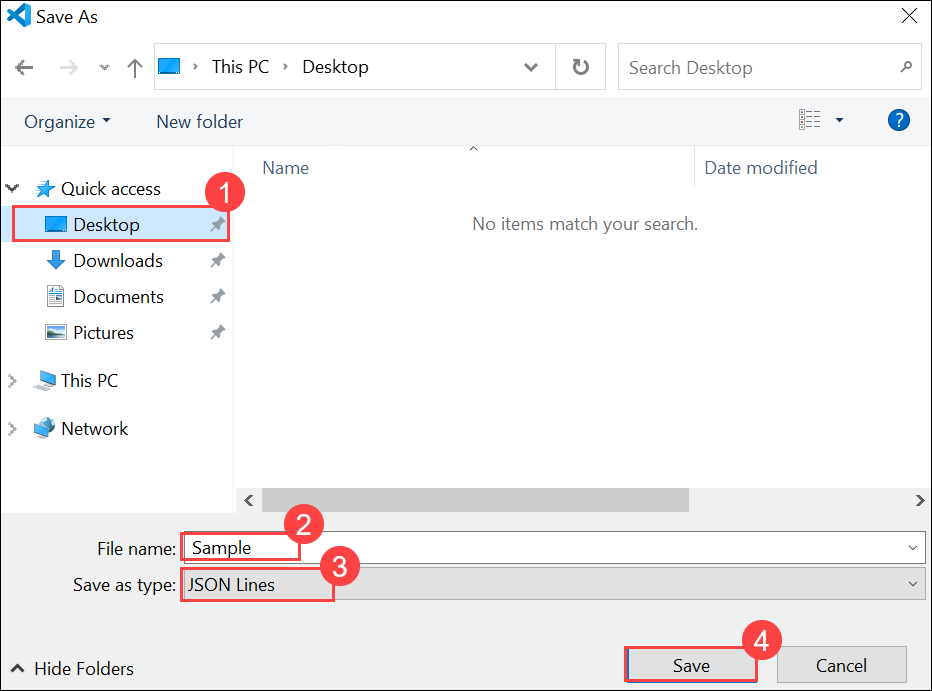 Save As
This PC > Desktop
Search Desktop
Organize
New folder
?
Name
Date modified
Quick access
1
Desktop
No items match your search.
Downloads
Documents
Pictures
This PC
Network
2
File name: Sample
3
Save as type: JSON Lines
4
Hide Folders
Save
Cancel